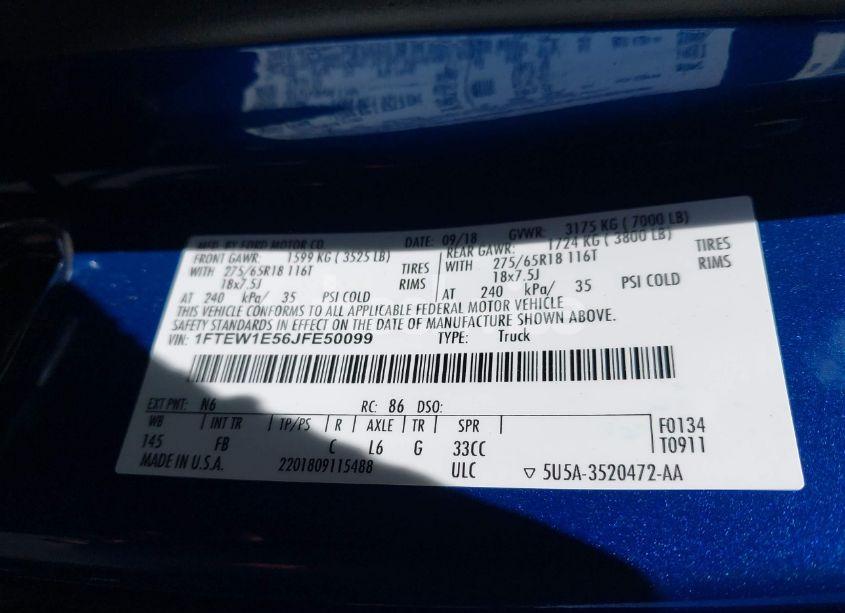 MFD. BY FORD MOTOR CO. DATE: 09/18 GVWR: 3175 KG ( 7000 LB)
FRONT GAWR: 1599 KG ( 3525 LB) REAR GAWR: 1724 KG ( 3800 LB)
WITH 275/65R18 116T TIRES WITH 275/65R18 116T TIRES
18x7.5J RIMS 18x7.5J RIMS
AT 240 kPa/ 35 PSI COLD AT 240 kPa/ 35 PSI COLD
THIS VEHICLE CONFORMS TO ALL APPLICABLE FEDERAL MOTOR VEHICLE
SAFETY STANDARDS IN EFFECT ON THE DATE OF MANUFACTURE SHOWN ABOVE.
VIN: 1FTEW1E56JFE50099 TYPE: Truck
EXT PNT: N6 RC: 86 DSO:
WB INT TR TP/PS R AXLE TR SPR F0134
145 FB C L6 G 33CC T0911
MADE IN U.S.A. 2201809115488 ULC ▽ 5U5A-3520472-AA